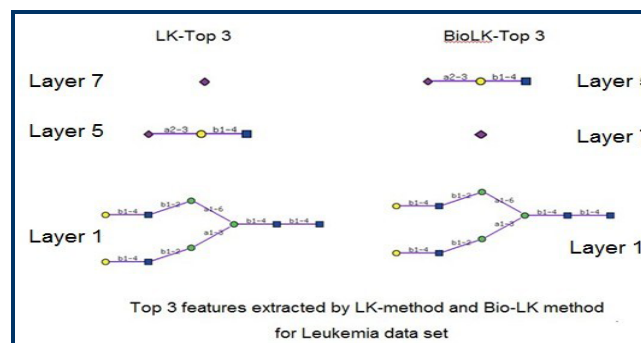 LK-Top 3 BioLK-Top 3
Layer 7
a2-3 b1-4 Layer
Layer 5 a2-3 b1-4 Layer
b1-2 b1-2
b1-4 a1-6 b1-4 a1-6
b1-4 b1-4 b1-4 b1-4
Layer 1 a1-3 a1-3
b1-2 b1-2 Layer 1
b1-4 b1-4
Top 3 features extracted by LK-method and Bio-LK method
for Leukemia data set